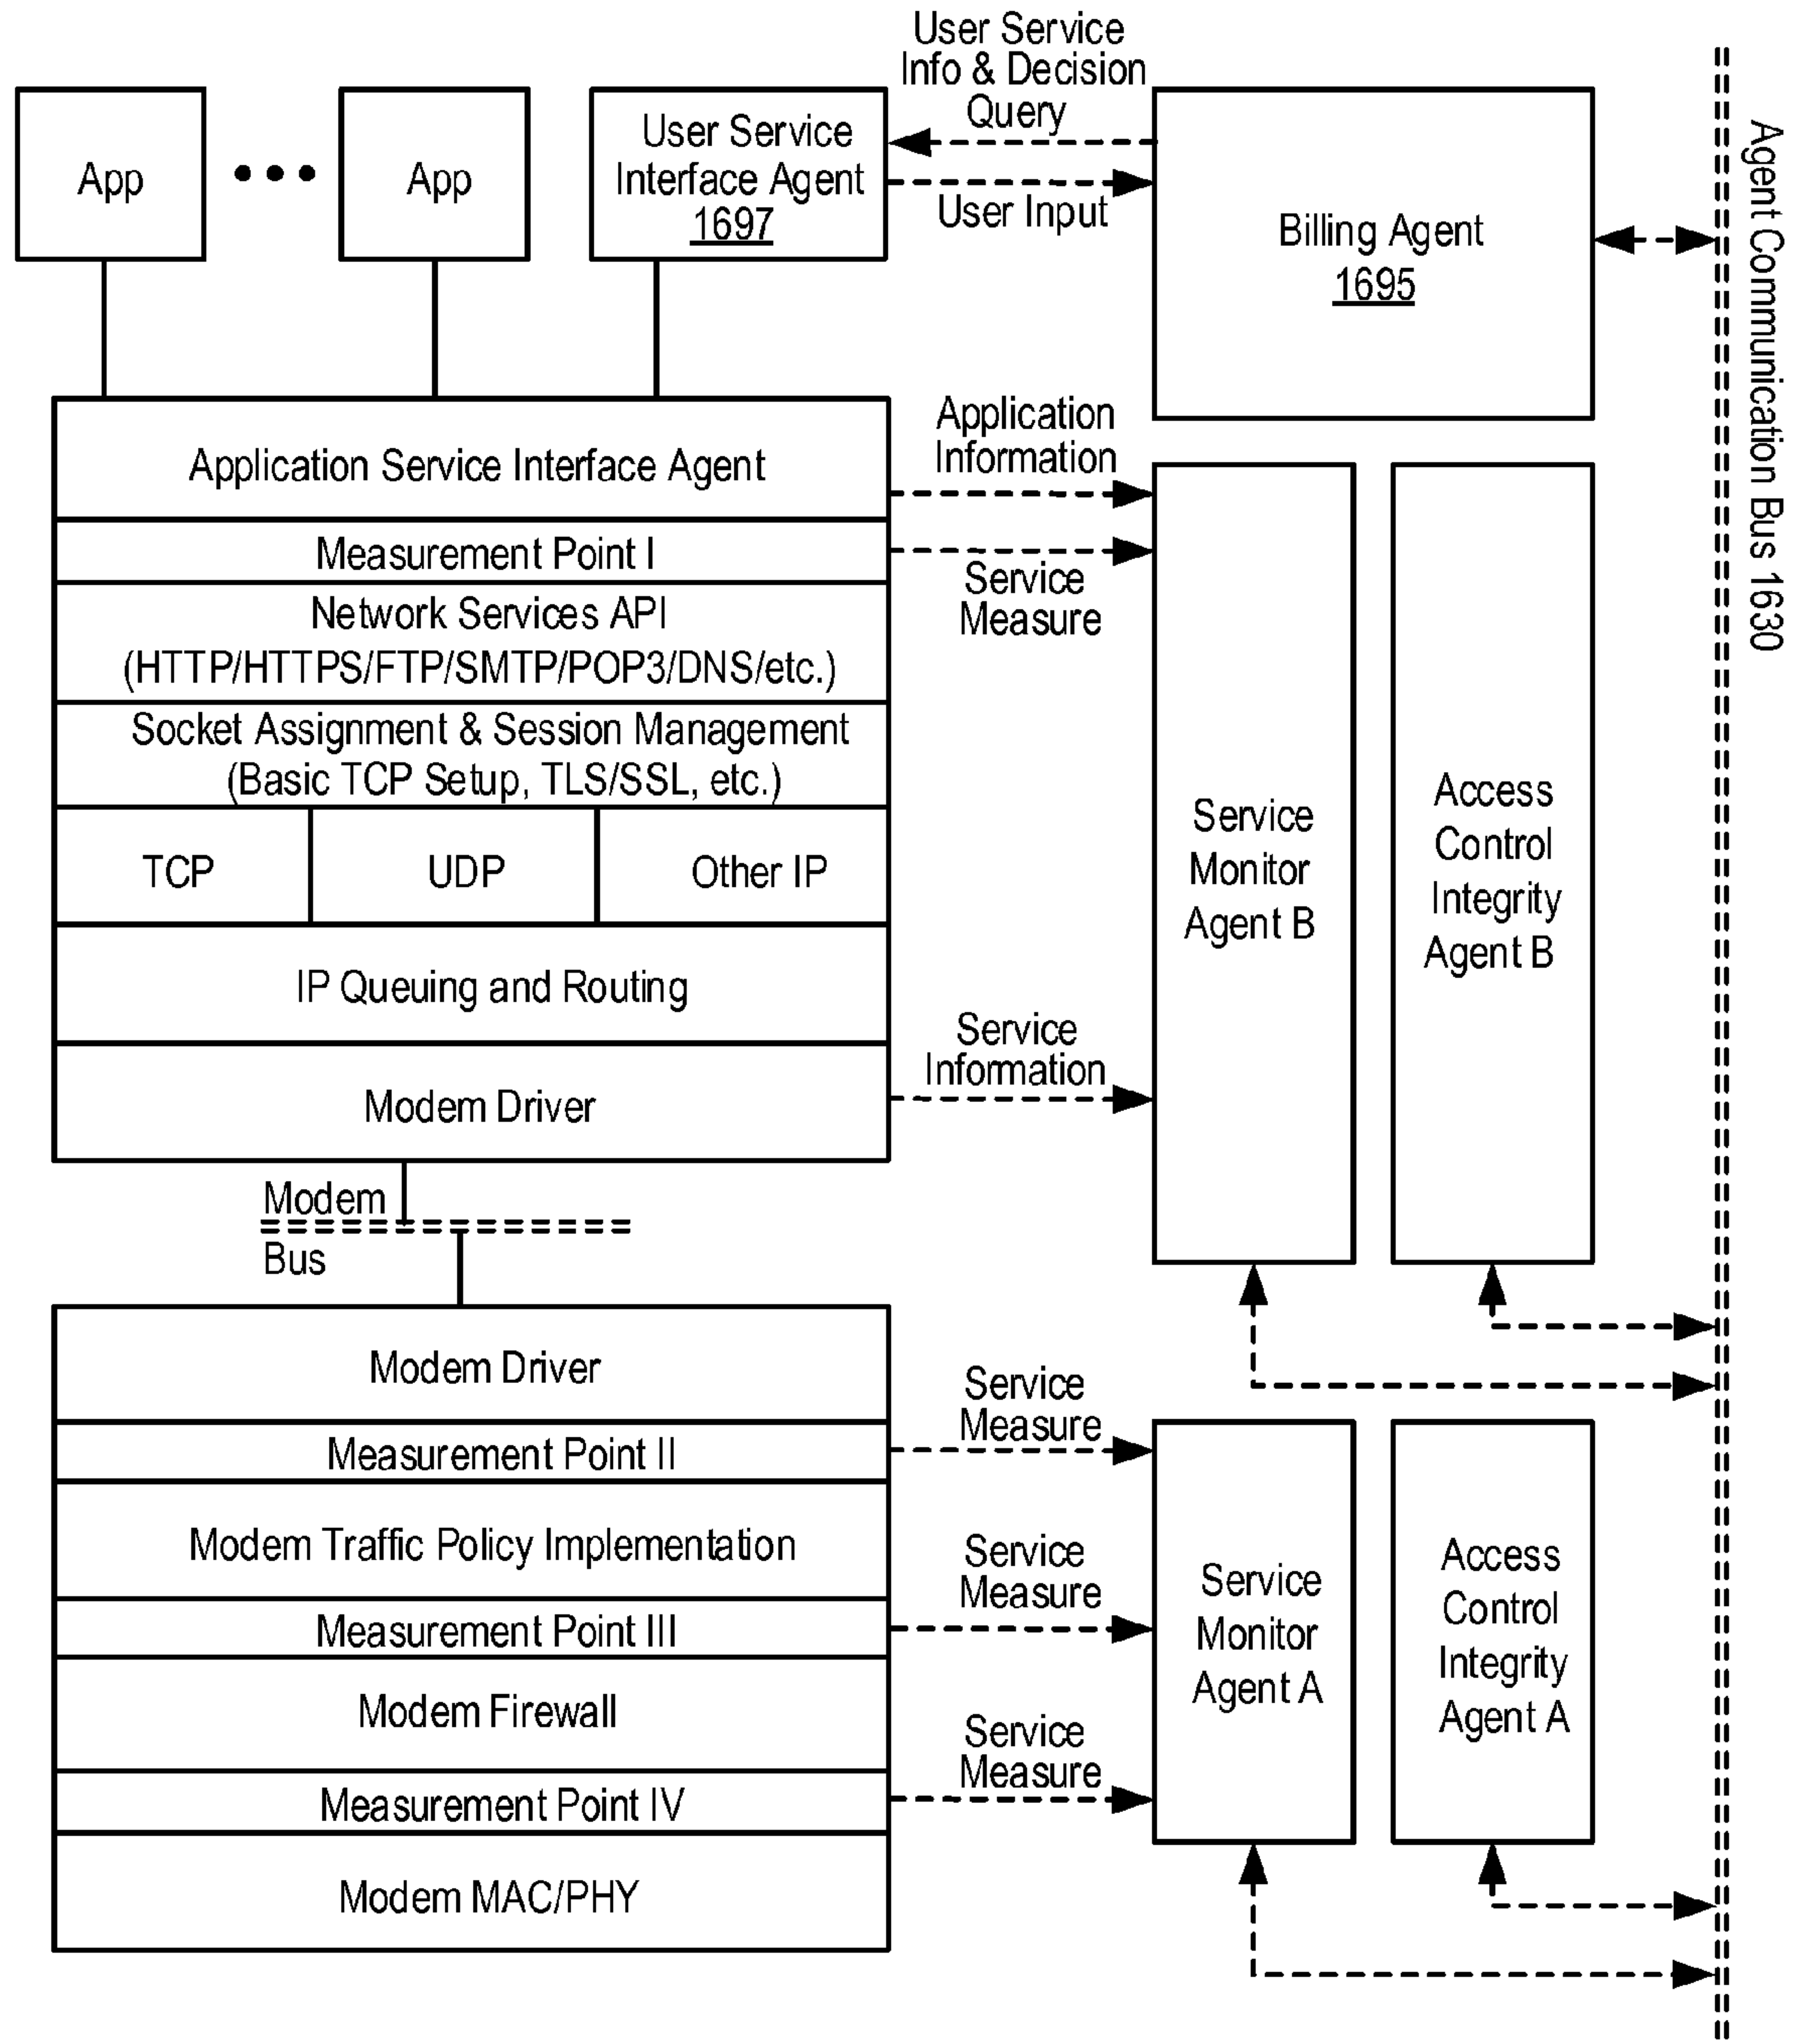 User Service
Info & Decision
Query
App
App
User Service
Interface Agent
1697
User Input
Billing Agent
1695
Agent Communication Bus 1630
Application Service Interface Agent
Application
Information
Measurement Point I
Service
Measure
Network Services API
(HTTP/HTTPS/FTP/SMTP/POP3/DNS/etc.)
Socket Assignment & Session Management
(Basic TCP Setup, TLS/SSL, etc.)
TCP
UDP
Other IP
IP Queuing and Routing
Service
Information
Modem Driver
Service
Monitor
Agent B
Access
Control
Integrity
Agent B
Modem
Bus
Modem Driver
Measurement Point II
Service
Measure
Modem Traffic Policy Implementation
Service
Measure
Measurement Point III
Modem Firewall
Service
Measure
Measurement Point IV
Modem MAC/PHY
Service
Monitor
Agent A
Access
Control
Integrity
Agent A